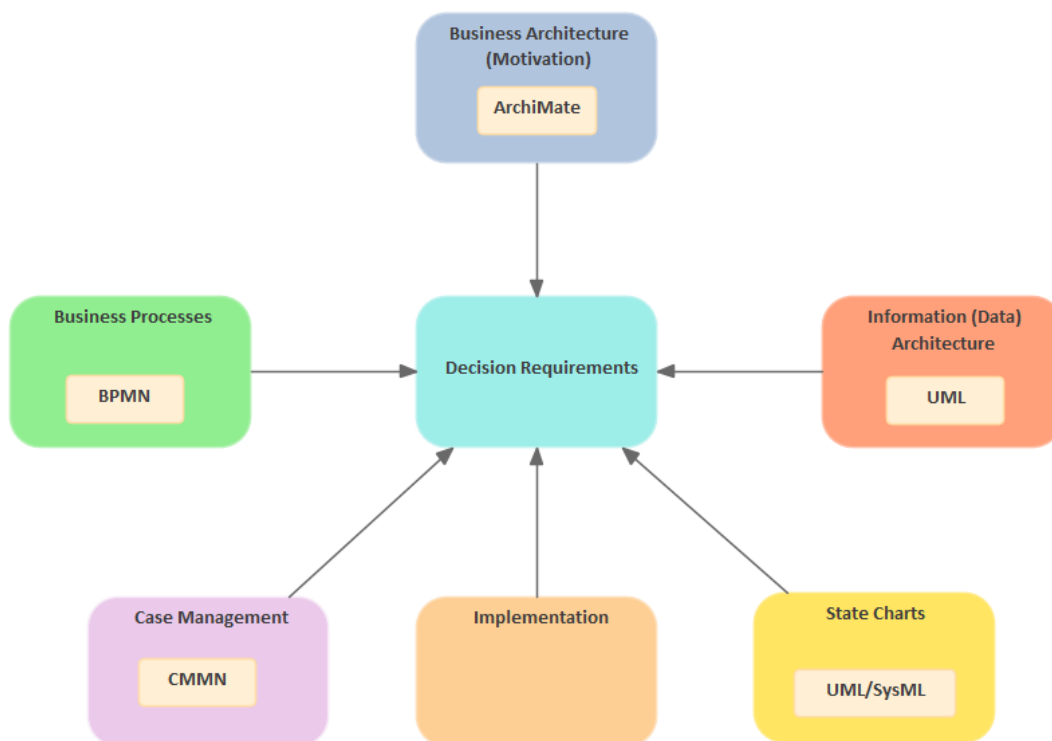 Business Architecture
(Motivation)
ArchiMate
Business Processes
BPMN
Decision Requirements
Information (Data)
Architecture
UML
Case Management
CMMN
Implementation
State Charts
UML/SysML